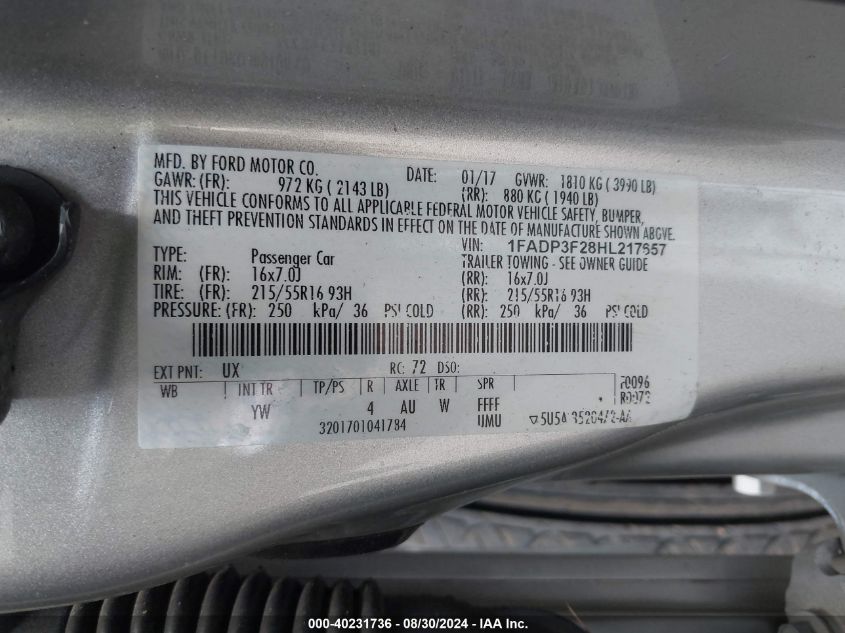 MFD. BY FORD MOTOR CO. DATE: 01/17 GVWR: 1810 KG ( 3990 LB)
GAWR: (FR): 972 KG ( 2143 LB) (RR): 880 KG ( 1940 LB)
THIS VEHICLE CONFORMS TO ALL APPLICABLE FEDERAL MOTOR VEHICLE SAFETY, BUMPER,
AND THEFT PREVENTION STANDARDS IN EFFECT ON THE DATE OF MANUFACTURE SHOWN ABOVE.
VIN: 1FADP3F28HL217657
TYPE: Passenger Car TRAILER TOWING - SEE OWNER GUIDE
RIM: (FR): 16x7.0J (RR): 16x7.0J
TIRE: (FR): 215/55R16 93H (RR): 215/55R16 93H
PRESSURE: (FR): 250 kPa/ 36 PSI COLD (RR): 250 kPa/ 36 PSI COLD
EXT PNT: UX RC: 72 DSO:
WB INT TR TP/PS R AXLE TR SPR
YW 4 AU W FFFF
3201701041784 UMU
000-40231736 - 08/30/2024 - IAA Inc.